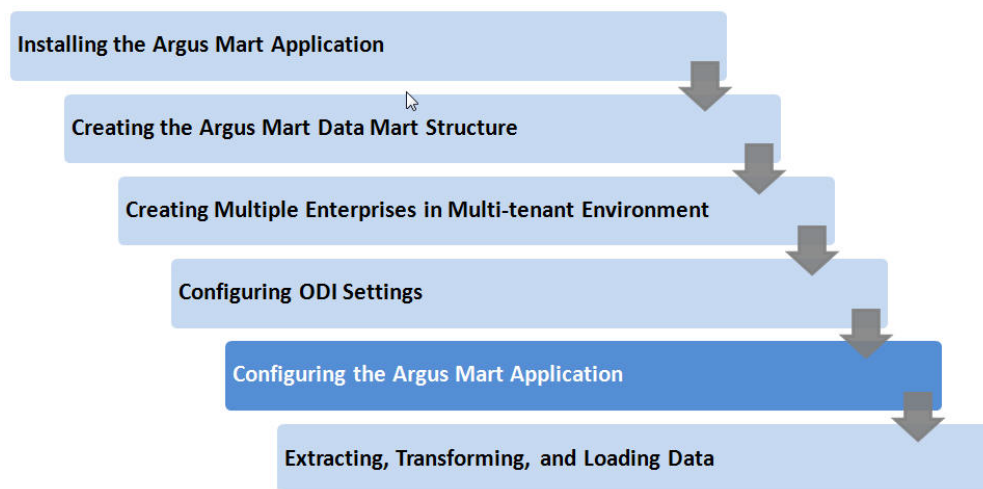 Installing the Argus Mart Application
Creating the Argus Mart Data Mart Structure
Creating Multiple Enterprises in Multi-tenant Environment
Configuring ODI Settings
Configuring the Argus Mart Application
Extracting, Transforming, and Loading Data